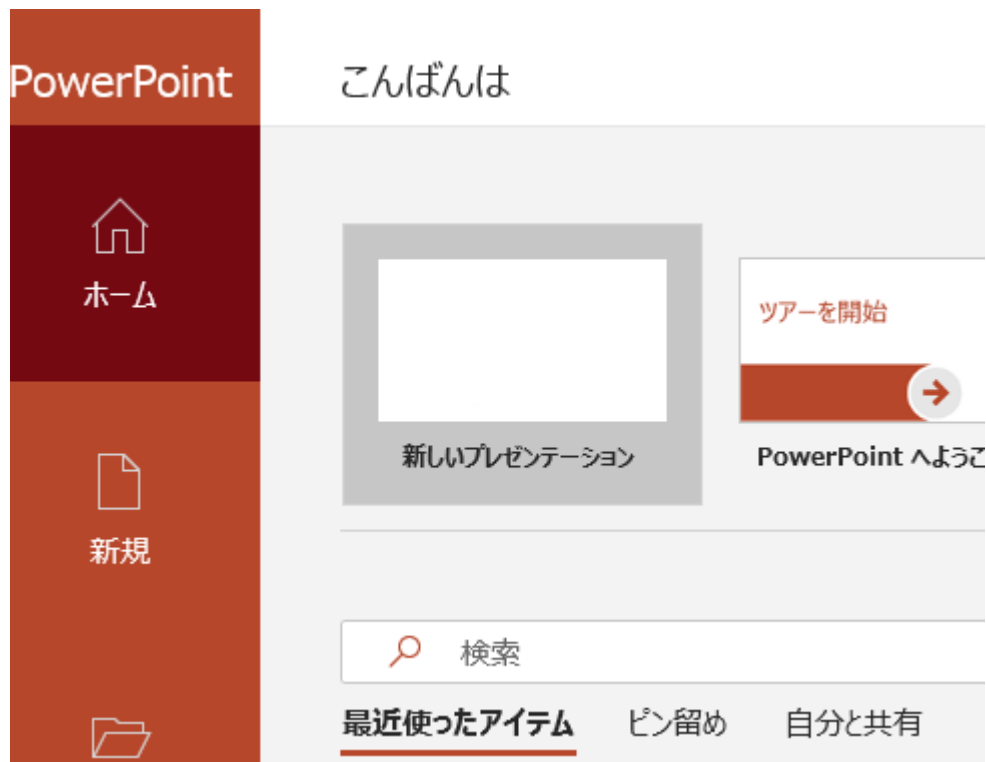 PowerPoint
こんばんは
ホーム
新規
新しいプレゼンテーション
ツアーを開始
PowerPoint へようこ
検索
最近使ったアイテム
ピン留め
自分と共有